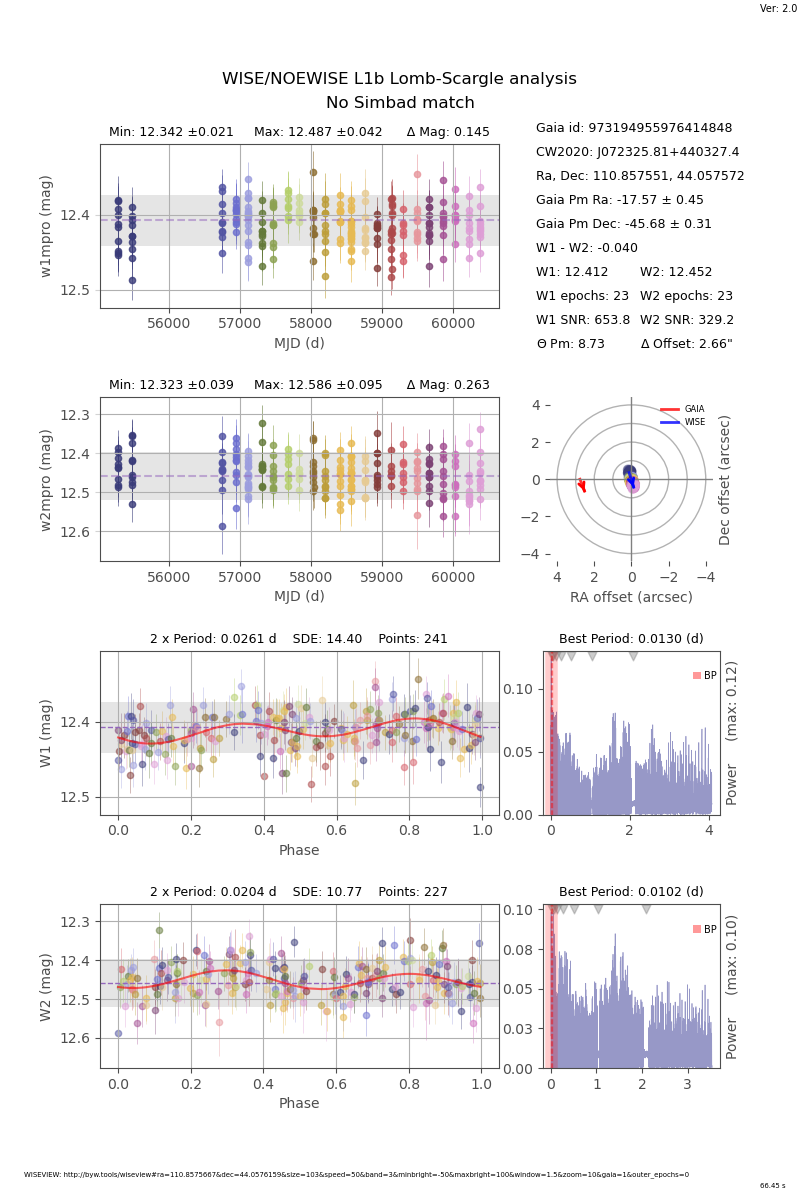 Ver: 2.0
WISE/NOEWISE L1b Lomb-Scargle analysis
No Simbad match
Min: 12.342 ±0.021 Max: 12.487 ±0.042 Δ Mag: 0.145
w1mpro (mag)
12.4
12.5
56000 57000 58000 59000 60000
MJD (d)
Gaia id: 973194955976414848
CW2020: J072325.81+440327.4
Ra, Dec: 110.857551, 44.057572
Gaia Pm Ra: -17.57 ± 0.45
Gaia Pm Dec: -45.68 ± 0.31
W1 - W2: -0.040
W1: 12.412 W2: 12.452
W1 epochs: 23 W2 epochs: 23
W1 SNR: 653.8 W2 SNR: 329.2
Θ Pm: 8.73 Δ Offset: 2.66"
Min: 12.323 ±0.039 Max: 12.586 ±0.095 Δ Mag: 0.263
w2mpro (mag)
12.3
12.4
12.5
12.6
56000 57000 58000 59000 60000
MJD (d)
GAIA
WISE
4
2
0
−2
−4
4 2 0 −2 −4
RA offset (arcsec)
Dec offset (arcsec)
2 x Period: 0.0261 d SDE: 14.40 Points: 241
W1 (mag)
12.4
12.5
0.0 0.2 0.4 0.6 0.8 1.0
Phase
Best Period: 0.0130 (d)
BP
0.10
0.05
0.00
0 2 4
Power (max: 0.12)
2 x Period: 0.0204 d SDE: 10.77 Points: 227
W2 (mag)
12.3
12.4
12.5
12.6
0.0 0.2 0.4 0.6 0.8 1.0
Phase
Best Period: 0.0102 (d)
BP
0.10
0.08
0.05
0.03
0.00
0 1 2 3
Power (max: 0.10)
WISEVIEW: http://byw.tools/wiseview#ra=110.8575667&dec=44.0576159&size=103&speed=50&band=3&minbright=-50&maxbright=100&window=1.5&zoom=10&gaia=1&outer_epochs=0
66.45 s